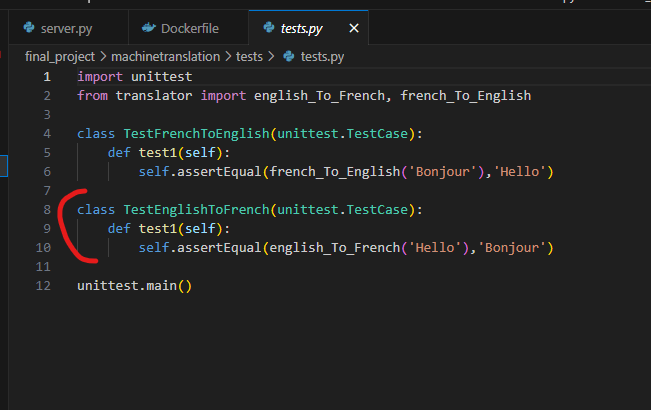 server.py Dockerfile tests.py
final_project > machinetranslation > tests > tests.py
1 import unittest
2 from translator import english_To_French, french_To_English
3
4 class TestFrenchToEnglish(unittest.TestCase):
5     def test1(self):
6         self.assertEqual(french_To_English('Bonjour'),'Hello')
7
8 class TestEnglishToFrench(unittest.TestCase):
9     def test1(self):
10         self.assertEqual(english_To_French('Hello'),'Bonjour')
11
12 unittest.main()